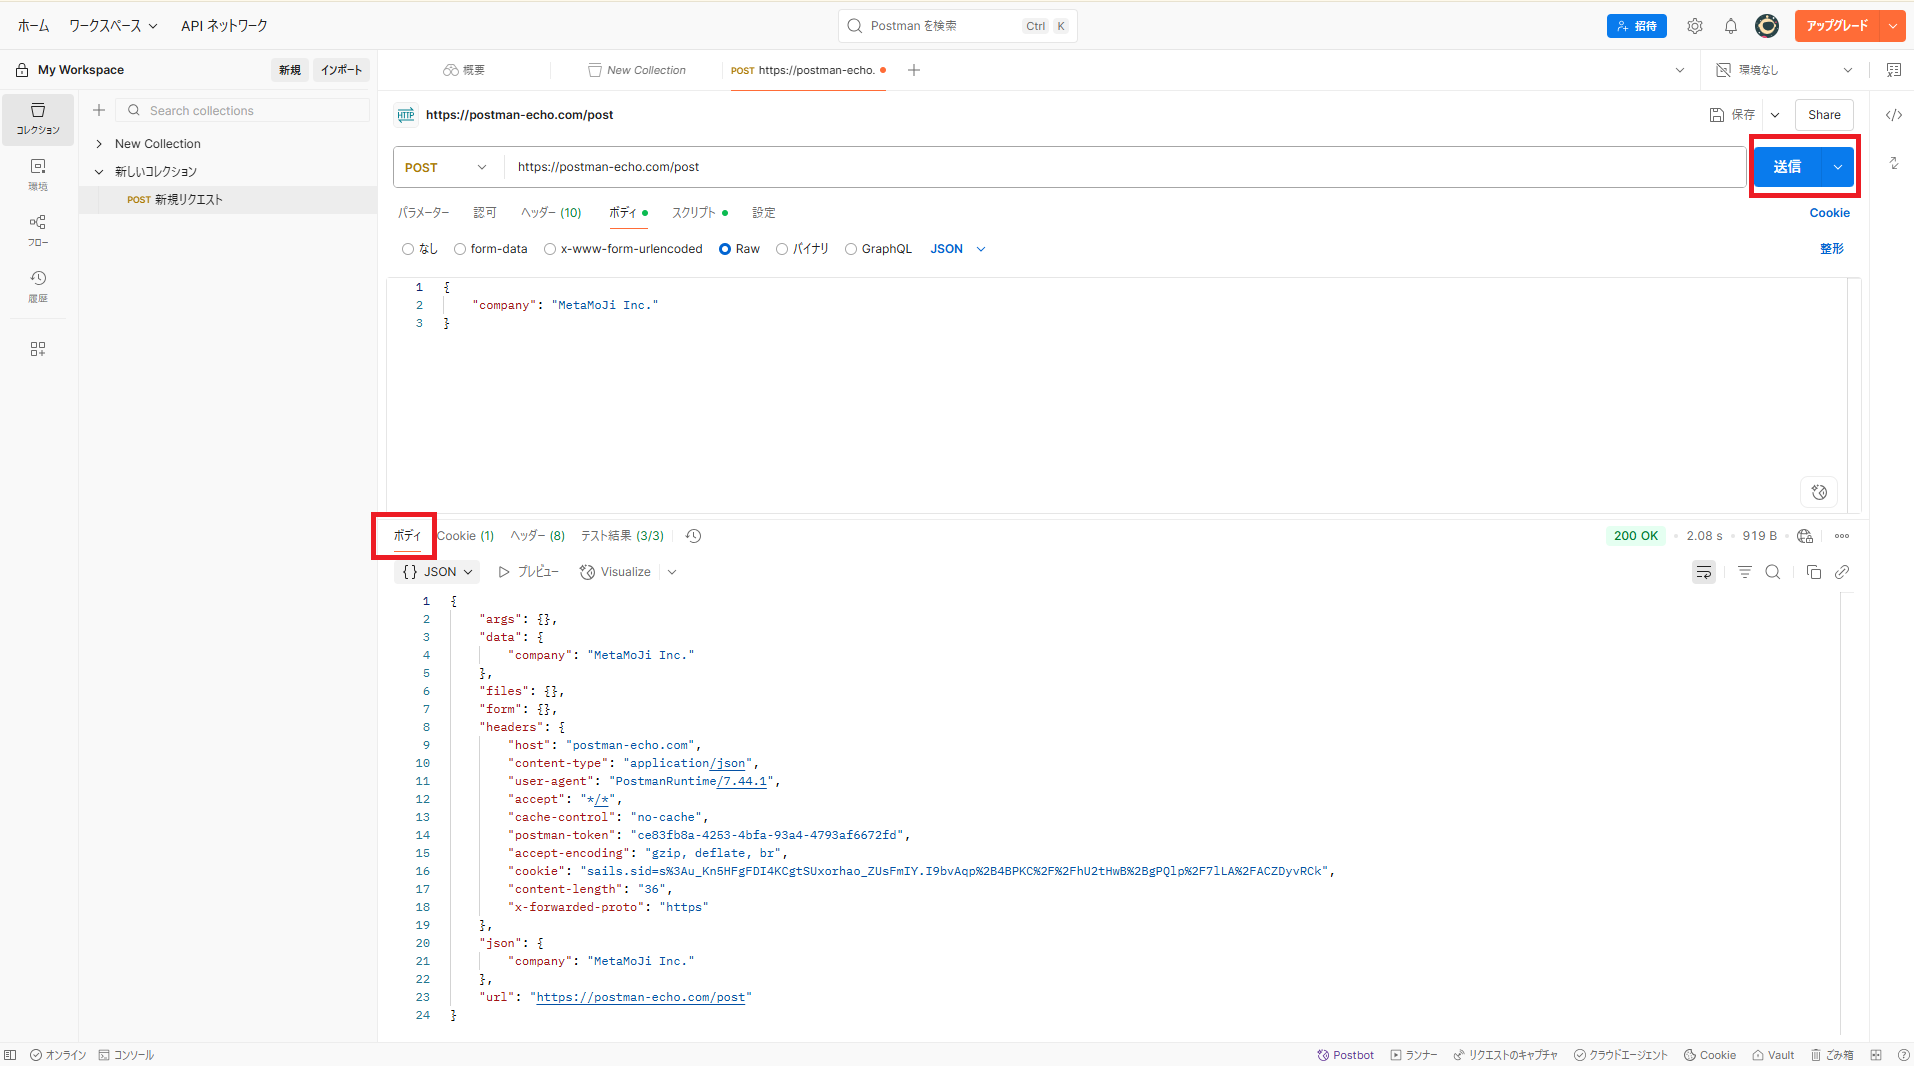 ホーム ワークスペース API ネットワーク Postman を検索 Ctrl K 招待 アップグレード
My Workspace 新規 インポート 概要 New Collection POST https://postman-echo. 環境なし
コレクション Search collections
環境
フロー
履歴
New Collection
新しいコレクション
POST 新規リクエスト
HTTP https://postman-echo.com/post 保存 Share
POST https://postman-echo.com/post 送信
パラメーター 認可 ヘッダー (10) ボディ スクリプト 設定 Cookie
なし form-data x-www-form-urlencoded Raw バイナリ GraphQL JSON 整形
1 {
2 "company": "MetaMoJi Inc."
3 }
ボディ Cookie (1) ヘッダー (8) テスト結果 (3/3) 200 OK 2.08 s 919 B
{} JSON プレビュー Visualize
1 {
2 "args": {},
3 "data": {
4 "company": "MetaMoJi Inc."
5 },
6 "files": {},
7 "form": {},
8 "headers": {
9 "host": "postman-echo.com",
10 "content-type": "application/json",
11 "user-agent": "PostmanRuntime/7.44.1",
12 "accept": "*/*",
13 "cache-control": "no-cache",
14 "postman-token": "ce83fb8a-4253-4bfa-93a4-4793af6672fd",
15 "accept-encoding": "gzip, deflate, br",
16 "cookie": "sails.sid=s%3Au_Kn5HFgFDI4KCgtSUxorhao_ZUsFmIY.I9bvAqp%2B4BPKC%2F%2FhU2tHwB%2BgPQlp%2F7lLA%2FACZDyvRCk",
17 "content-length": "36",
18 "x-forwarded-proto": "https"
19 },
20 "json": {
21 "company": "MetaMoJi Inc."
22 },
23 "url": "https://postman-echo.com/post"
24 }
オンライン コンソール Postbot ランナー リクエストのキャプチャ クラウドエージェント Cookie Vault ごみ箱